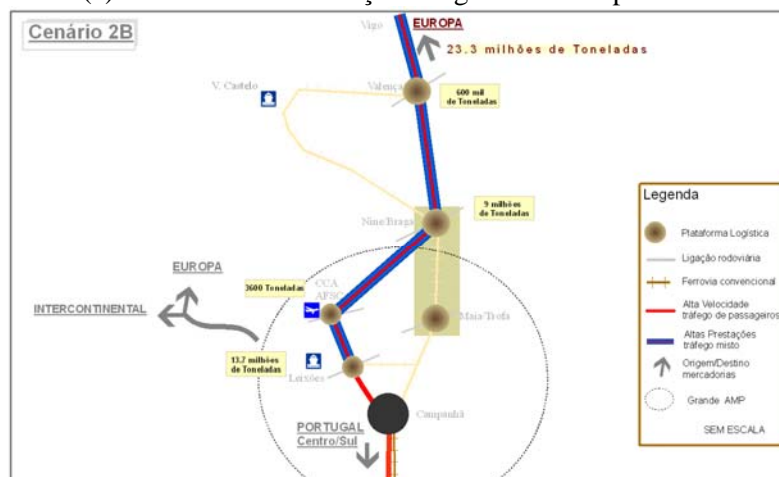 Cenário 2B
Vigo
EUROPA
23.3 milhões de Toneladas
V. Castelo
Valença
600 mil
de Toneladas
9 milhões
de Toneladas
Nine/Braga
EUROPA
INTERCONTINENTAL
3600 Toneladas
CCA
AFSC
Maia-Trofa
13.7 milhões
de Toneladas
Leixões
Campanhã
PORTUGAL
Centro/Sul
Legenda
Plataforma Logística
Ligação rodoviária
Ferrovia convencional
Alta Velocidade
tráfego de passageiros
Altas Prestações
tráfego misto
Origem/Destino
mercadorias
Grande AMP
SEM ESCALA